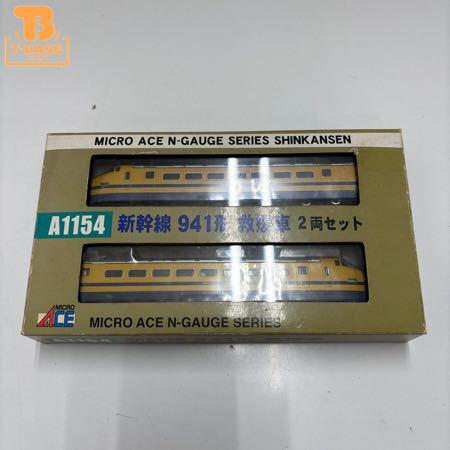 MICRO ACE N-GAUGE SERIES SHINKANSEN
A1154 新幹線 941形 救援車 2両セット
MICRO ACE
MICRO ACE N-GAUGE SERIES
A1154